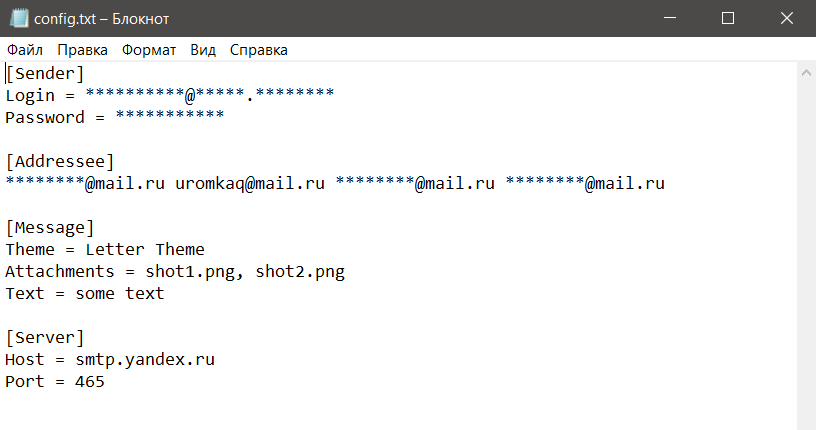 config.txt – Блокнот
Файл Правка Формат Вид Справка
[Sender]
Login = **********@*****.********
Password = ***********
[Addressee]
********@mail.ru uromkaq@mail.ru ********@mail.ru ********@mail.ru
[Message]
Theme = Letter Theme
Attachments = shot1.png, shot2.png
Text = some text
[Server]
Host = smtp.yandex.ru
Port = 465